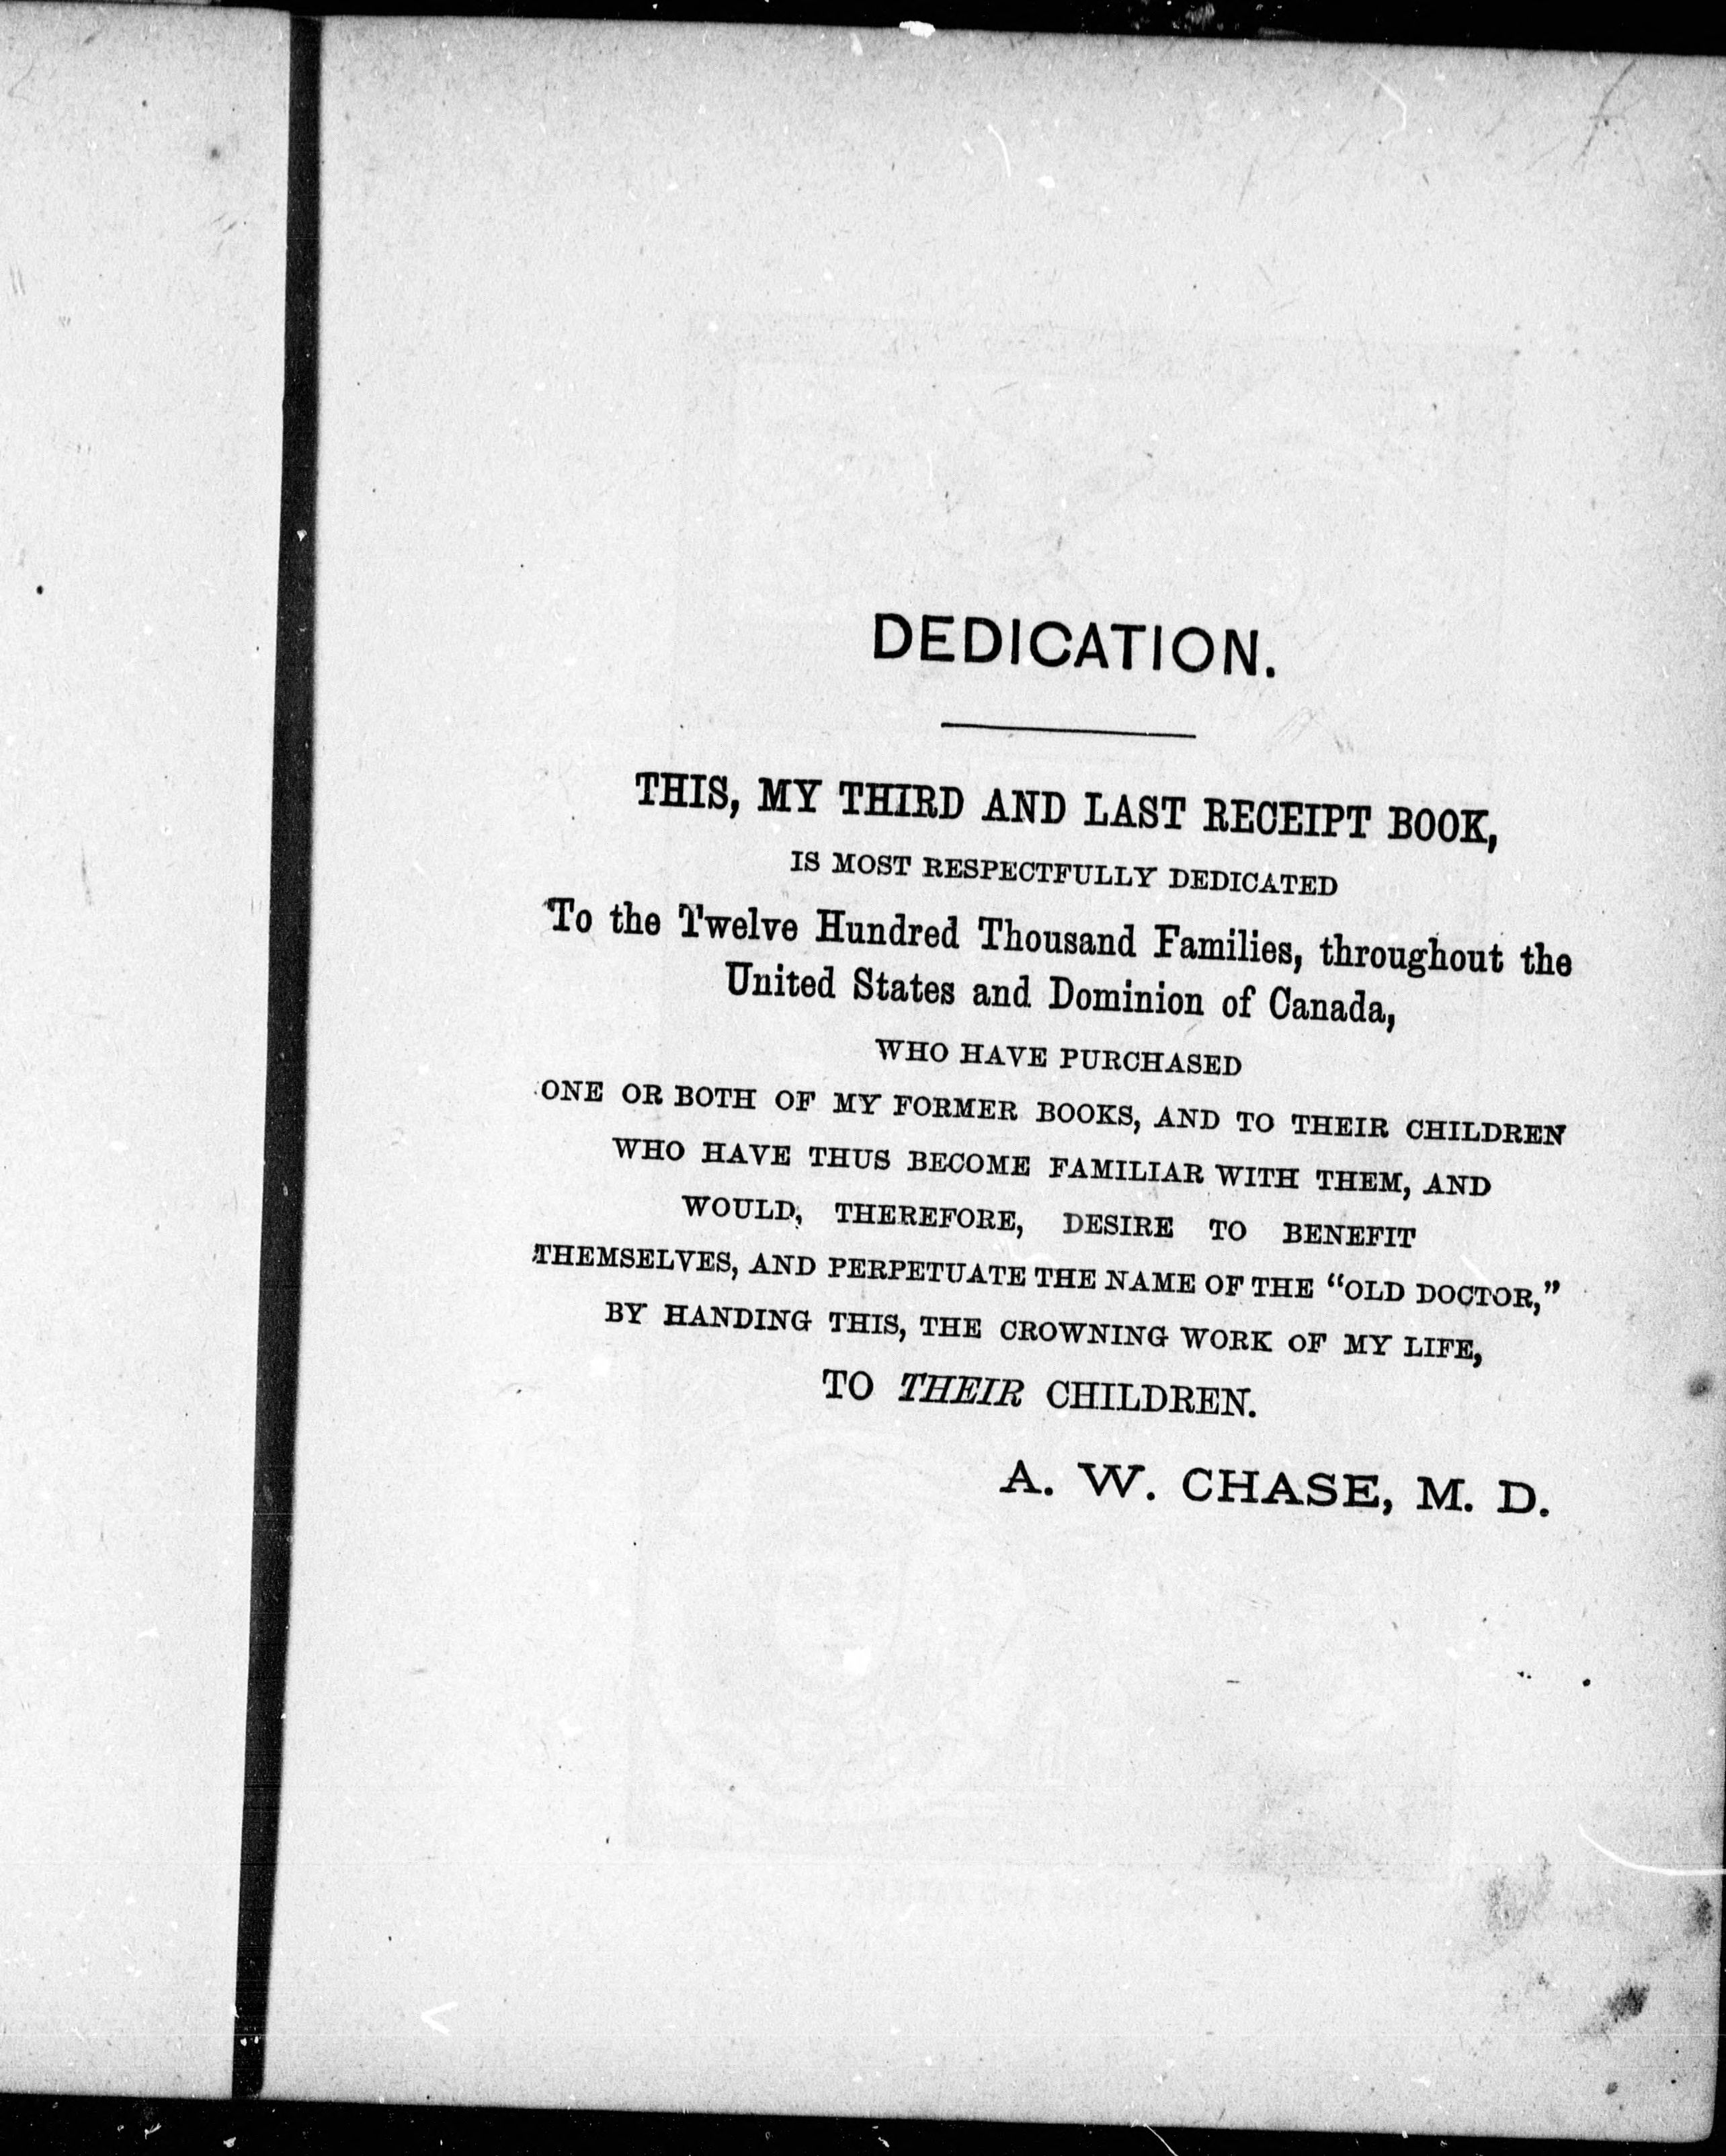 DEDICATION.
THIS, MY THIRD AND LAST RECEIPT BOOK,
IS MOST RESPECTFULLY DEDICATED
To the Twelve Hundred Thousand Families, throughout the
United States and Dominion of Canada,
WHO HAVE PURCHASED
ONE OR BOTH OF MY FORMER BOOKS, AND TO THEIR CHILDREN
WHO HAVE THUS BECOME FAMILIAR WITH THEM, AND
WOULD, THEREFORE, DESIRE TO BENEFIT
THEMSELVES, AND PERPETUATE THE NAME OF THE “OLD DOCTOR,”
BY HANDING THIS, THE CROWNING WORK OF MY LIFE,
TO THEIR CHILDREN.
A. W. CHASE, M. D.